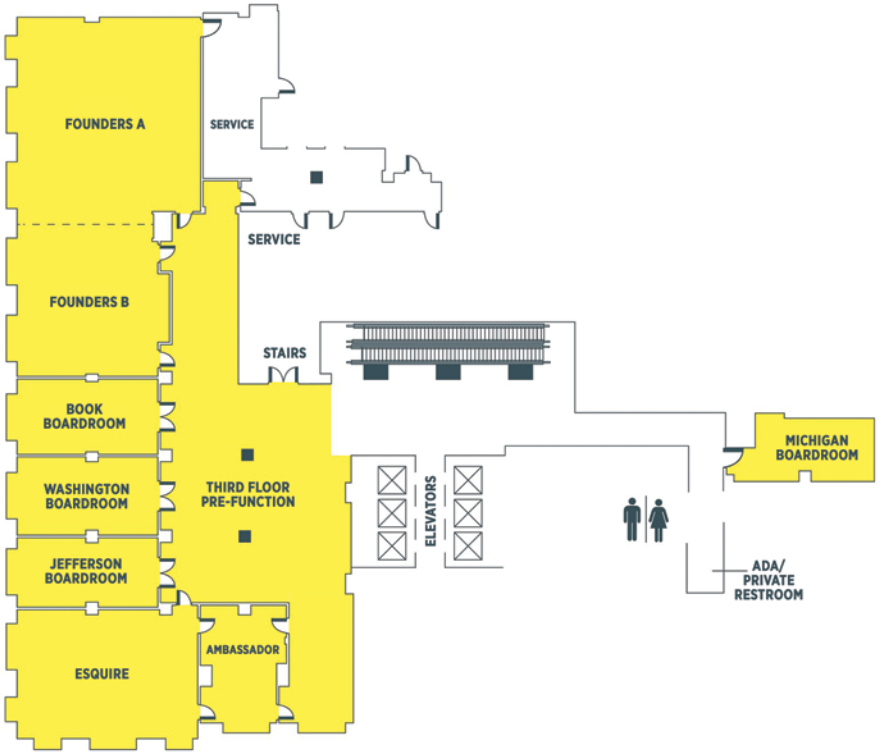 FOUNDERS A
SERVICE
SERVICE
FOUNDERS B
STAIRS
BOOK
BOARDROOM
MICHIGAN
BOARDROOM
WASHINGTON
BOARDROOM
THIRD FLOOR
PRE-FUNCTION
ELEVATORS
JEFFERSON
BOARDROOM
ADA/
PRIVATE
RESTROOM
ESQUIRE
AMBASSADOR